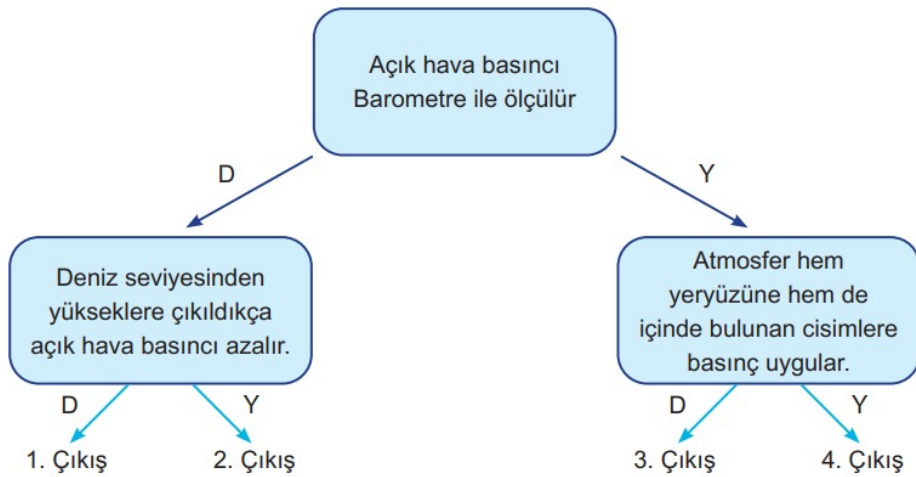 Açık hava basıncı
Barometre ile ölçülür
D
Y
Deniz seviyesinden
yükseklere çıkıldıkça
açık hava basıncı azalır.
Atmosfer hem
yeryüzüne hem de
içinde bulunan cisimlere
basınç uygular.
D
Y
D
Y
1. Çıkış
2. Çıkış
3. Çıkış
4. Çıkış